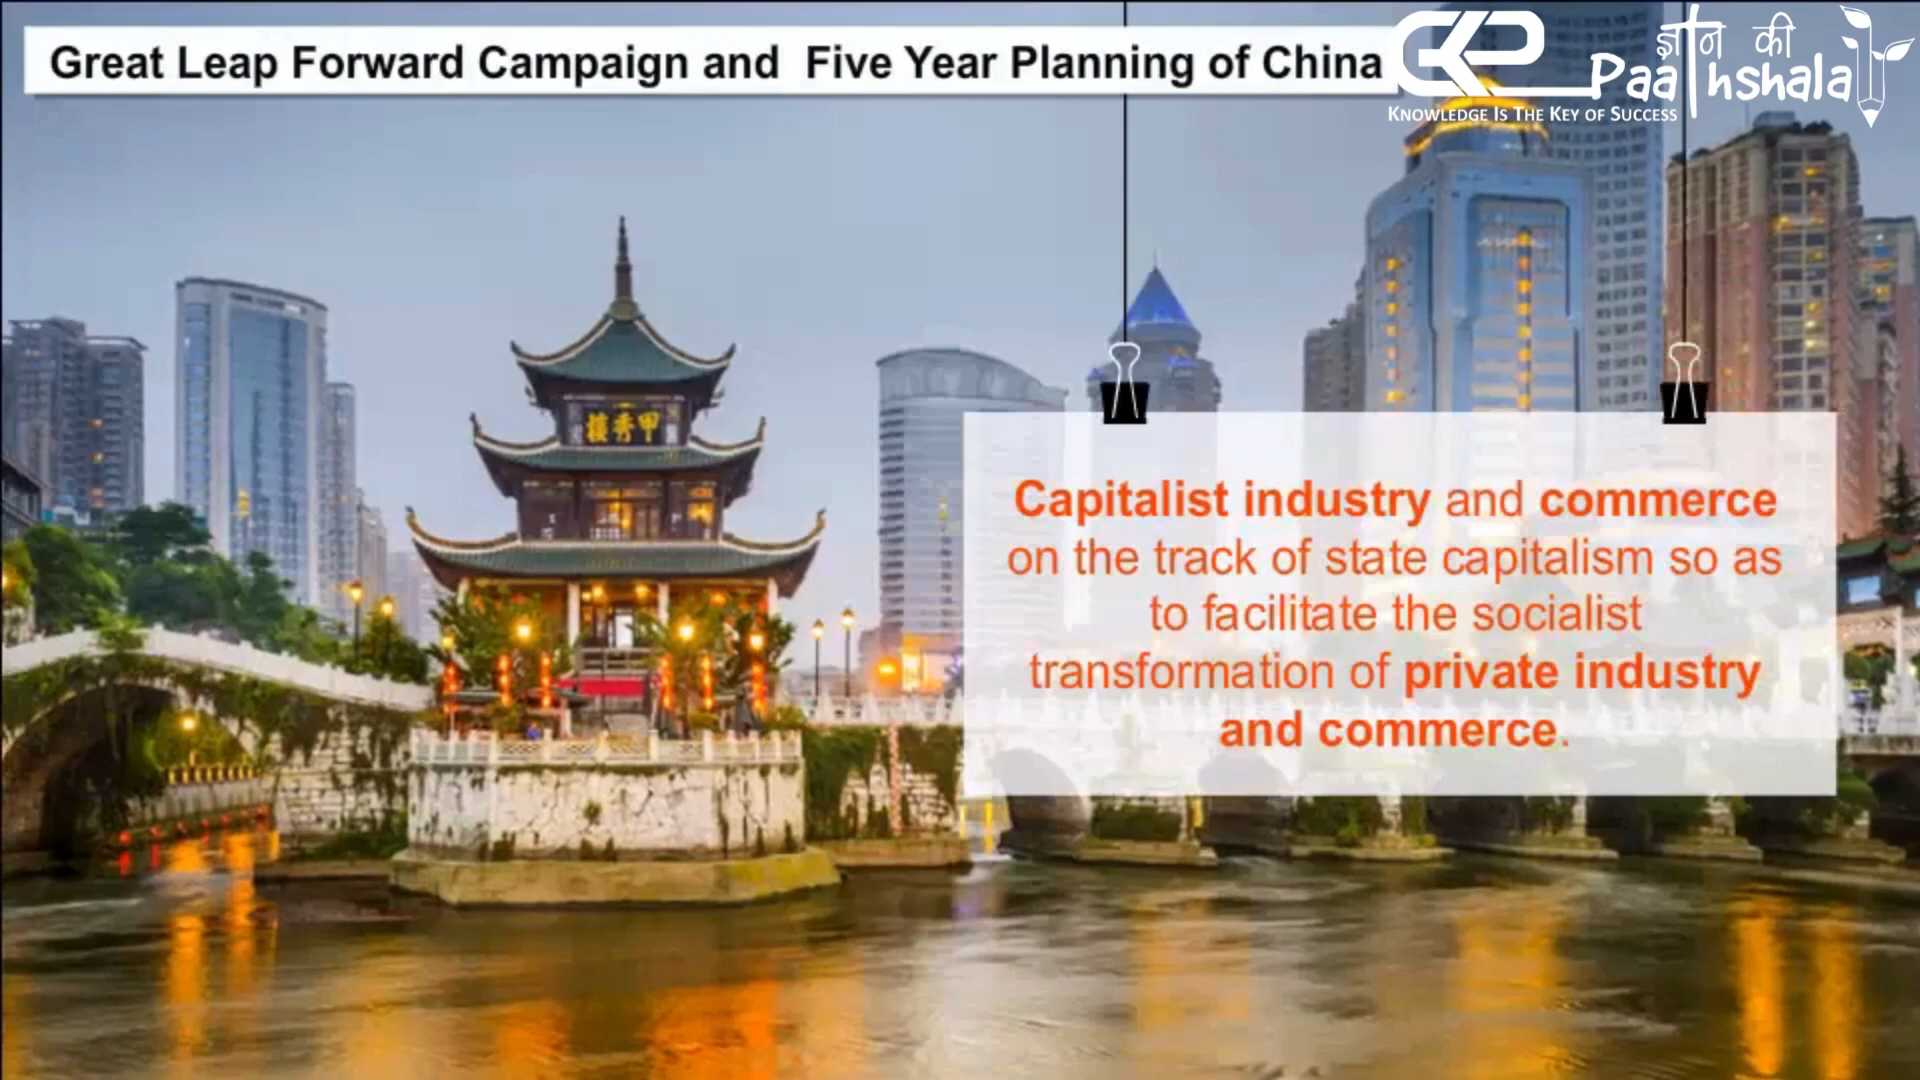 Great Leap Forward Campaign and Five Year Planning of China
GKP
ज्ञान की
Paathshala
KNOWLEDGE IS THE KEY OF SUCCESS
樓秀甲
Capitalist industry and commerce
on the track of state capitalism so as
to facilitate the socialist
transformation of private industry
and commerce.